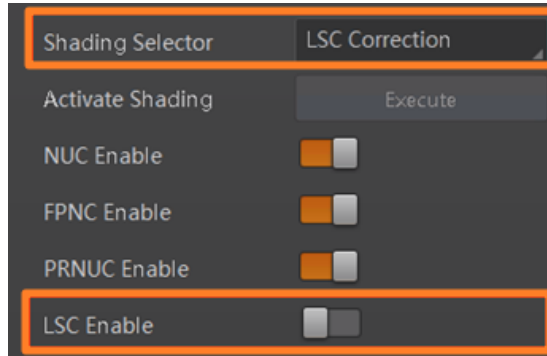 Shading Selector LSC Correction
Activate Shading Execute
NUC Enable
FPNC Enable
PRNUC Enable
LSC Enable